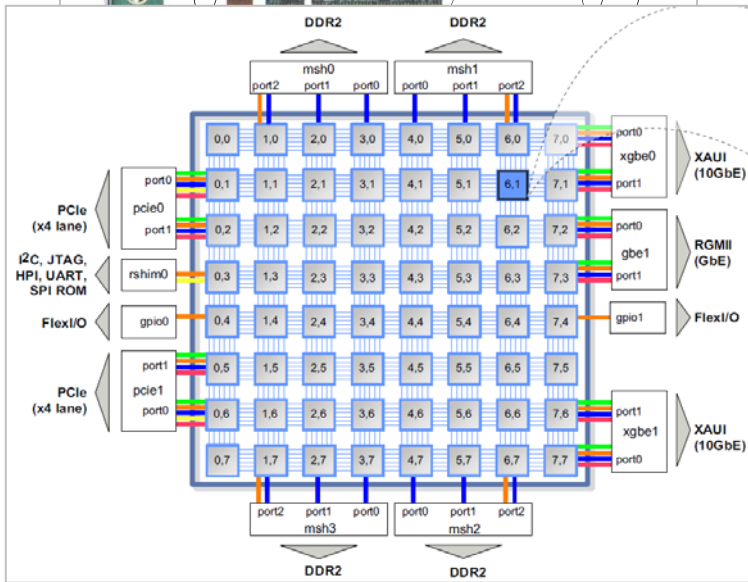 DDR2 DDR2
msh0 msh1
port2 port1 port0 port0 port1 port2
0,0 1,0 2,0 3,0 4,0 5,0 6,0 7,0
port0
xgbe0
port1
XAUI
(10GbE)
PCIe
(x4 lane)
port0
pcie0
port1
0,1 1,1 2,1 3,1 4,1 5,1 6,1 7,1
0,2 1,2 2,2 3,2 4,2 5,2 6,2 7,2
port0
gbe1
port1
RGMII
(GbE)
I2C, JTAG,
HPI, UART,
SPI ROM
rshim0
0,3 1,3 2,3 3,3 4,3 5,3 6,3 7,3
FlexI/O gpio0 0,4 1,4 2,4 3,4 4,4 5,4 6,4 7,4 gpio1 FlexI/O
PCIe
(x4 lane)
port1
pcie1
port0
0,5 1,5 2,5 3,5 4,5 5,5 6,5 7,5
0,6 1,6 2,6 3,6 4,6 5,6 6,6 7,6
port1
xgbe1
port0
XAUI
(10GbE)
0,7 1,7 2,7 3,7 4,7 5,7 6,7 7,7
port2 port1 port0 port0 port1 port2
msh3 msh2
DDR2 DDR2